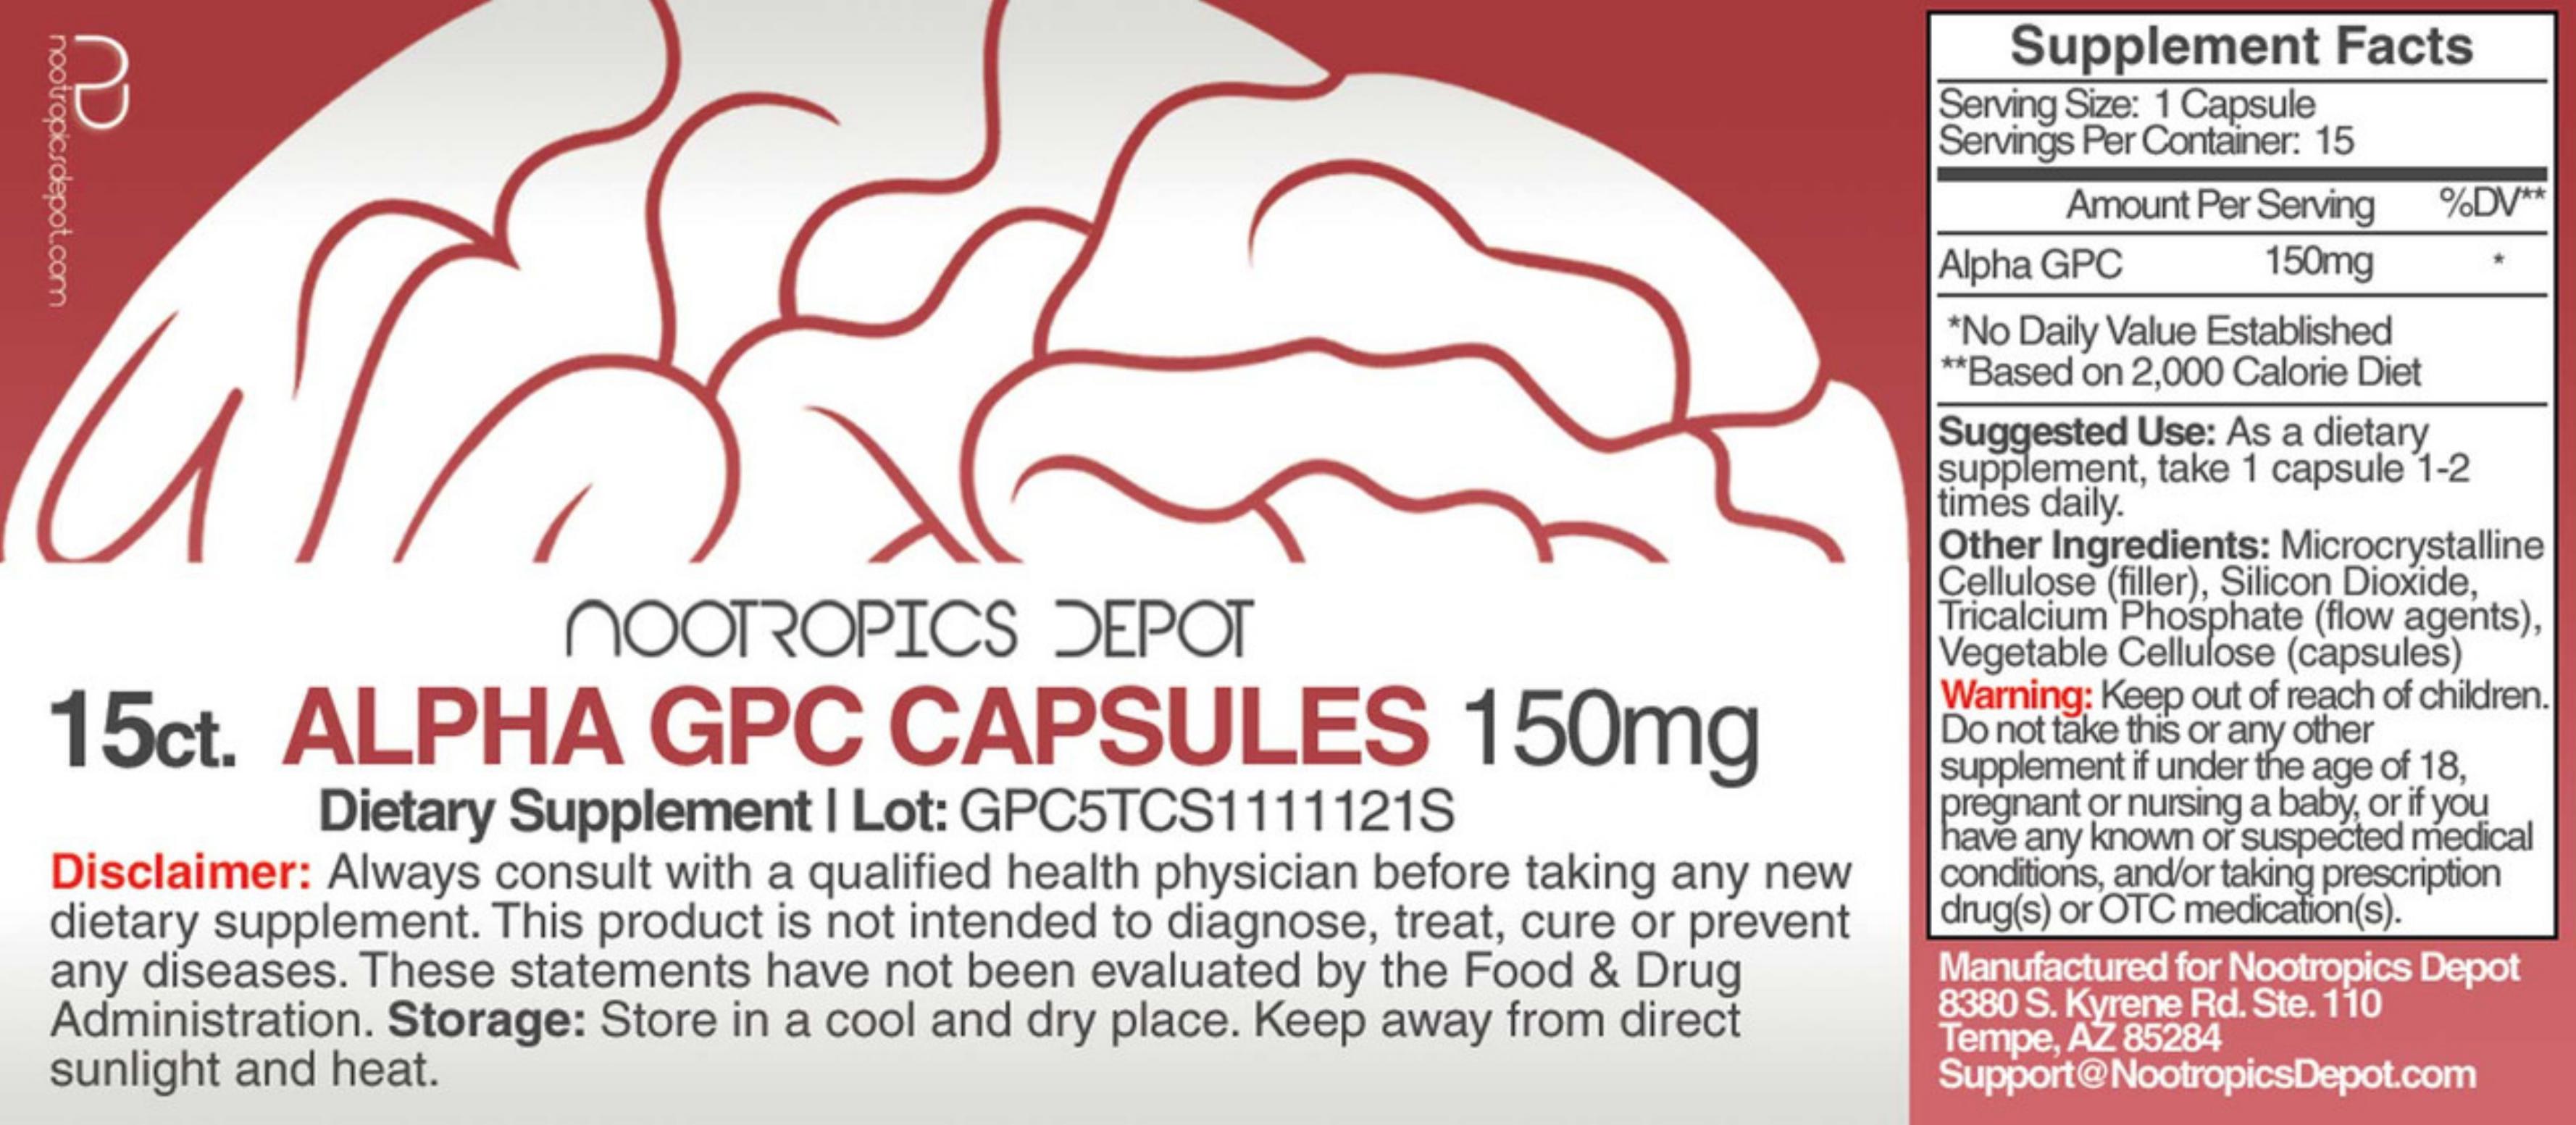 nootropicsdepot.com
NOOTROPICS DEPOT
15ct. ALPHA GPC CAPSULES 150mg
Dietary Supplement | Lot: GPC5TCS1111121S
Disclaimer: Always consult with a qualified health physician before taking any new
dietary supplement. This product is not intended to diagnose, treat, cure or prevent
any diseases. These statements have not been evaluated by the Food & Drug
Administration. Storage: Store in a cool and dry place. Keep away from direct
sunlight and heat.
Supplement Facts
Serving Size: 1 Capsule
Servings Per Container: 15
Amount Per Serving %DV**
Alpha GPC 150mg *
*No Daily Value Established
**Based on 2,000 Calorie Diet
Suggested Use: As a dietary
supplement, take 1 capsule 1-2
times daily.
Other Ingredients: Microcrystalline
Cellulose (filler), Silicon Dioxide,
Tricalcium Phosphate (flow agents),
Vegetable Cellulose (capsules)
Warning: Keep out of reach of children.
Do not take this or any other
supplement if under the age of 18,
pregnant or nursing a baby, or if you
have any known or suspected medical
conditions, and/or taking prescription
drug(s) or OTC medication(s).
Manufactured for Nootropics Depot
8380 S. Kyrene Rd. Ste. 110
Tempe, AZ 85284
Support@NootropicsDepot.com